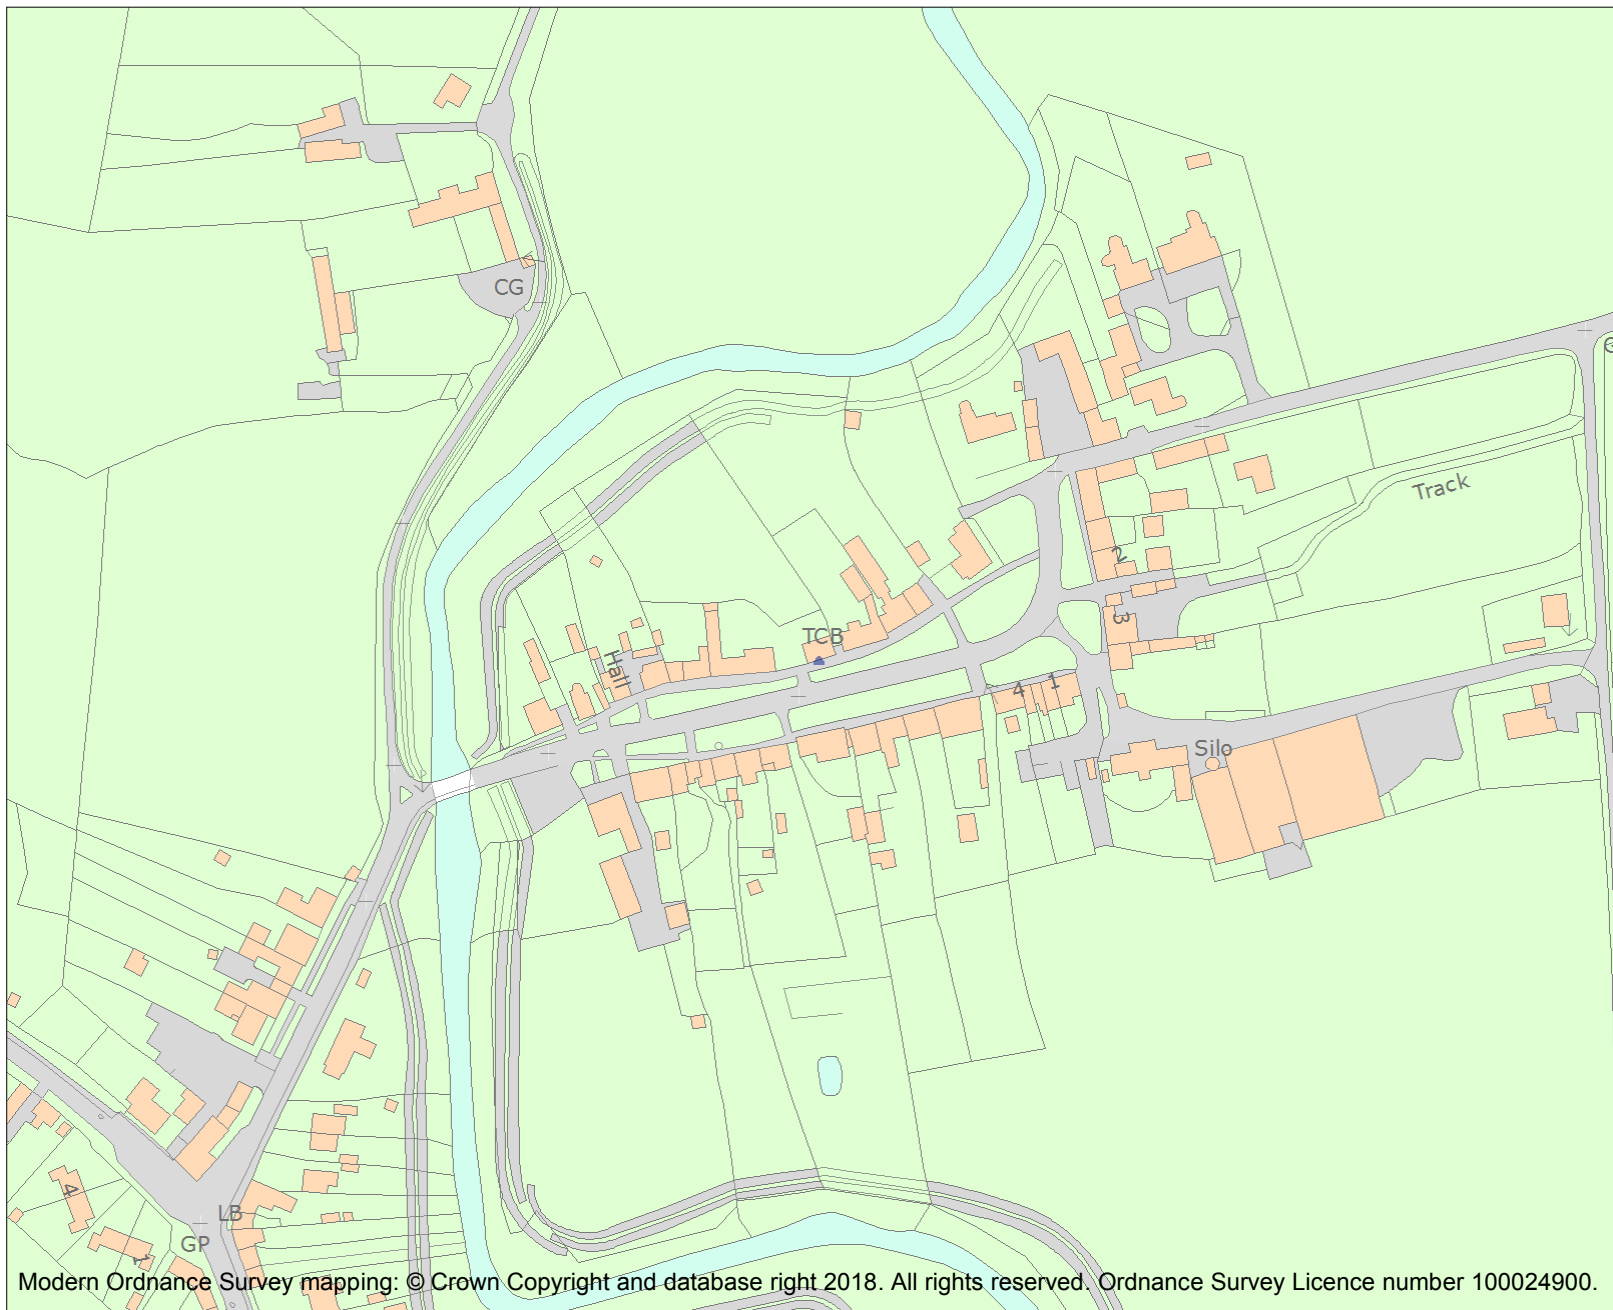 CG
Track
2
TCB
3
Hall
4
1
Silo
4
LB
GP
1
Modern Ordnance Survey mapping: © Crown Copyright and database right 2018. All rights reserved. Ordnance Survey Licence number 100024900.